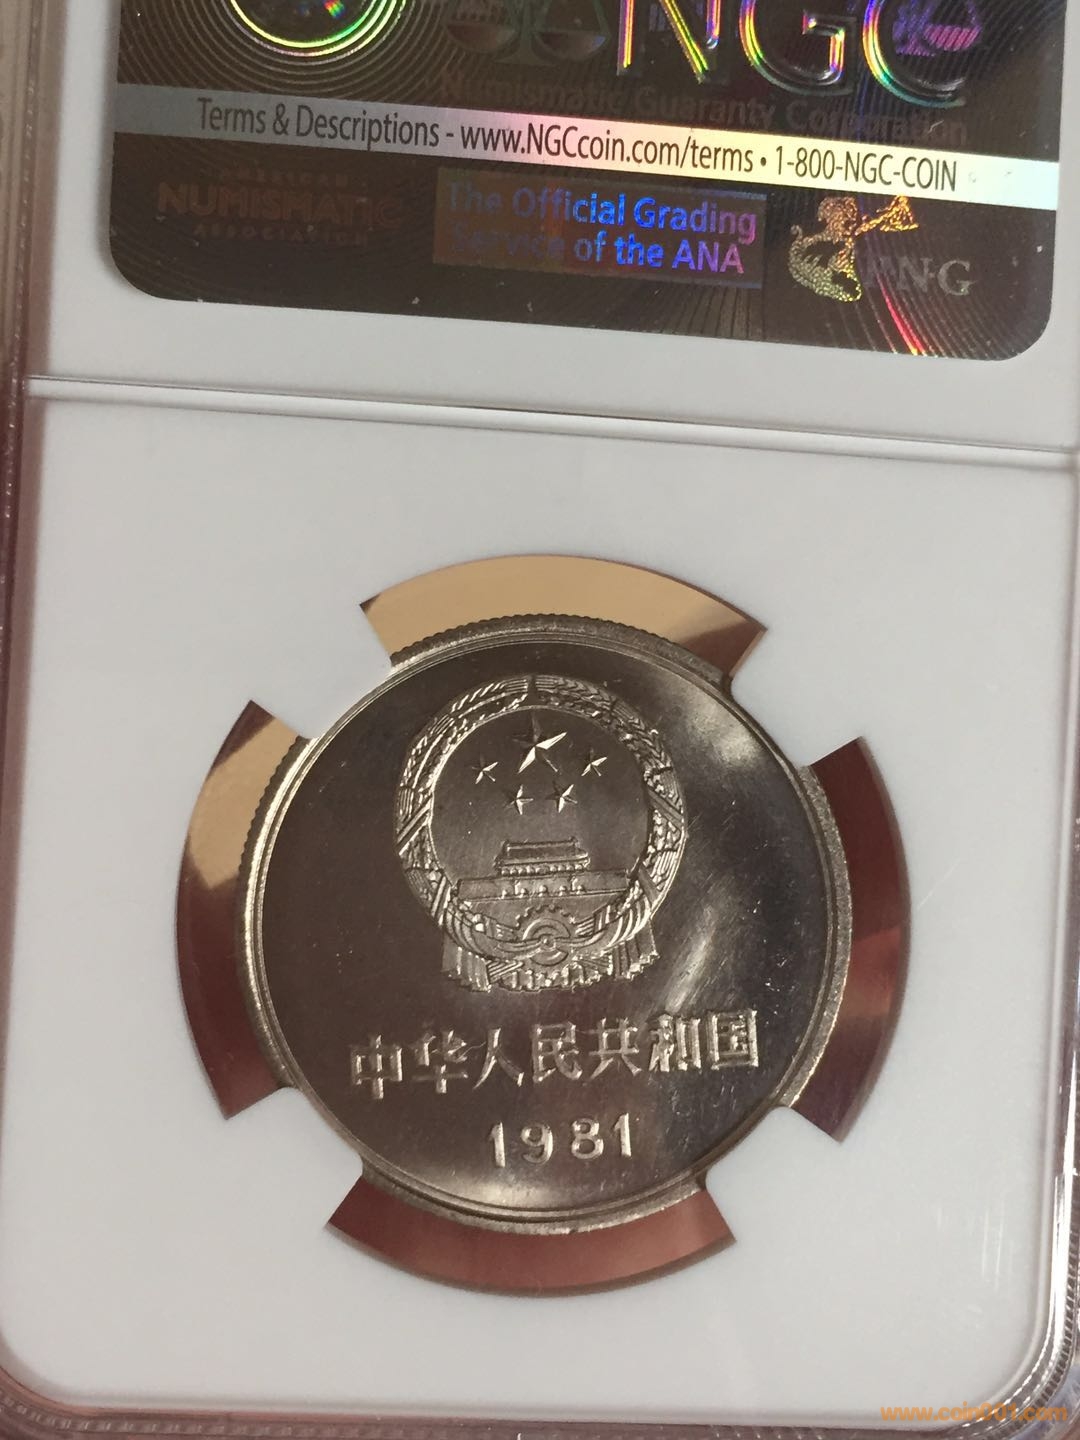 NGC
Numismatic Guaranty Corporation
Terms & Descriptions - www.NGCcoin.com/terms • 1-800-NGC-COIN
NUMISMATIC
ASSOCIATION
The Official Grading
Service of the ANA
PNG
中华人民共和国
1981
www.coin001.com